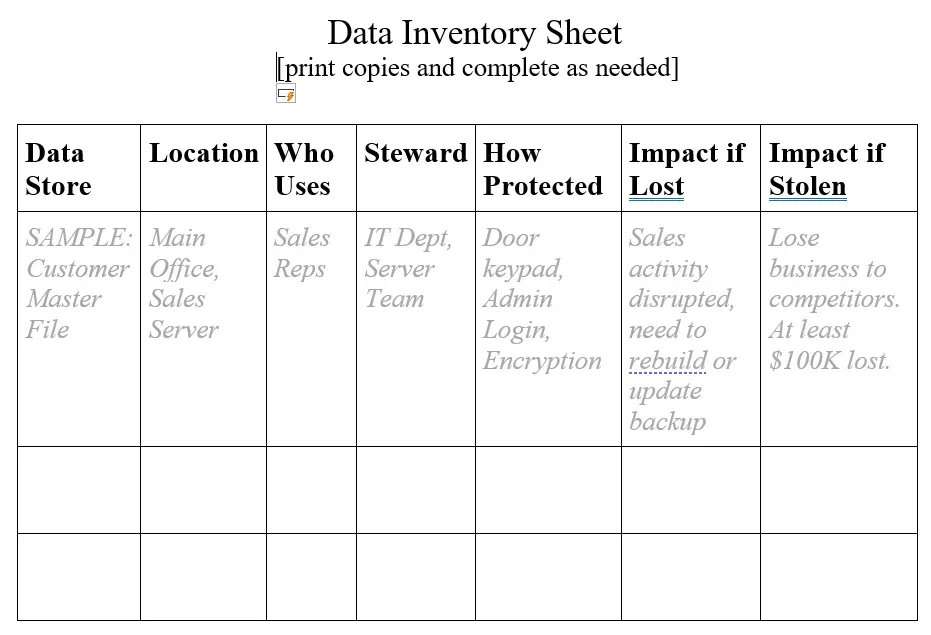 Data Inventory Sheet
[print copies and complete as needed]
Data
Store
Location
Who
Uses
Steward
How
Protected
Impact if
Lost
Impact if
Stolen
SAMPLE:
Customer
Master
File
Main
Office,
Sales
Server
Sales
Reps
IT Dept,
Server
Team
Door
keypad,
Admin
Login,
Encryption
Sales
activity
disrupted,
need to
rebuild or
update
backup
Lose
business to
competitors.
At least
$100K lost.